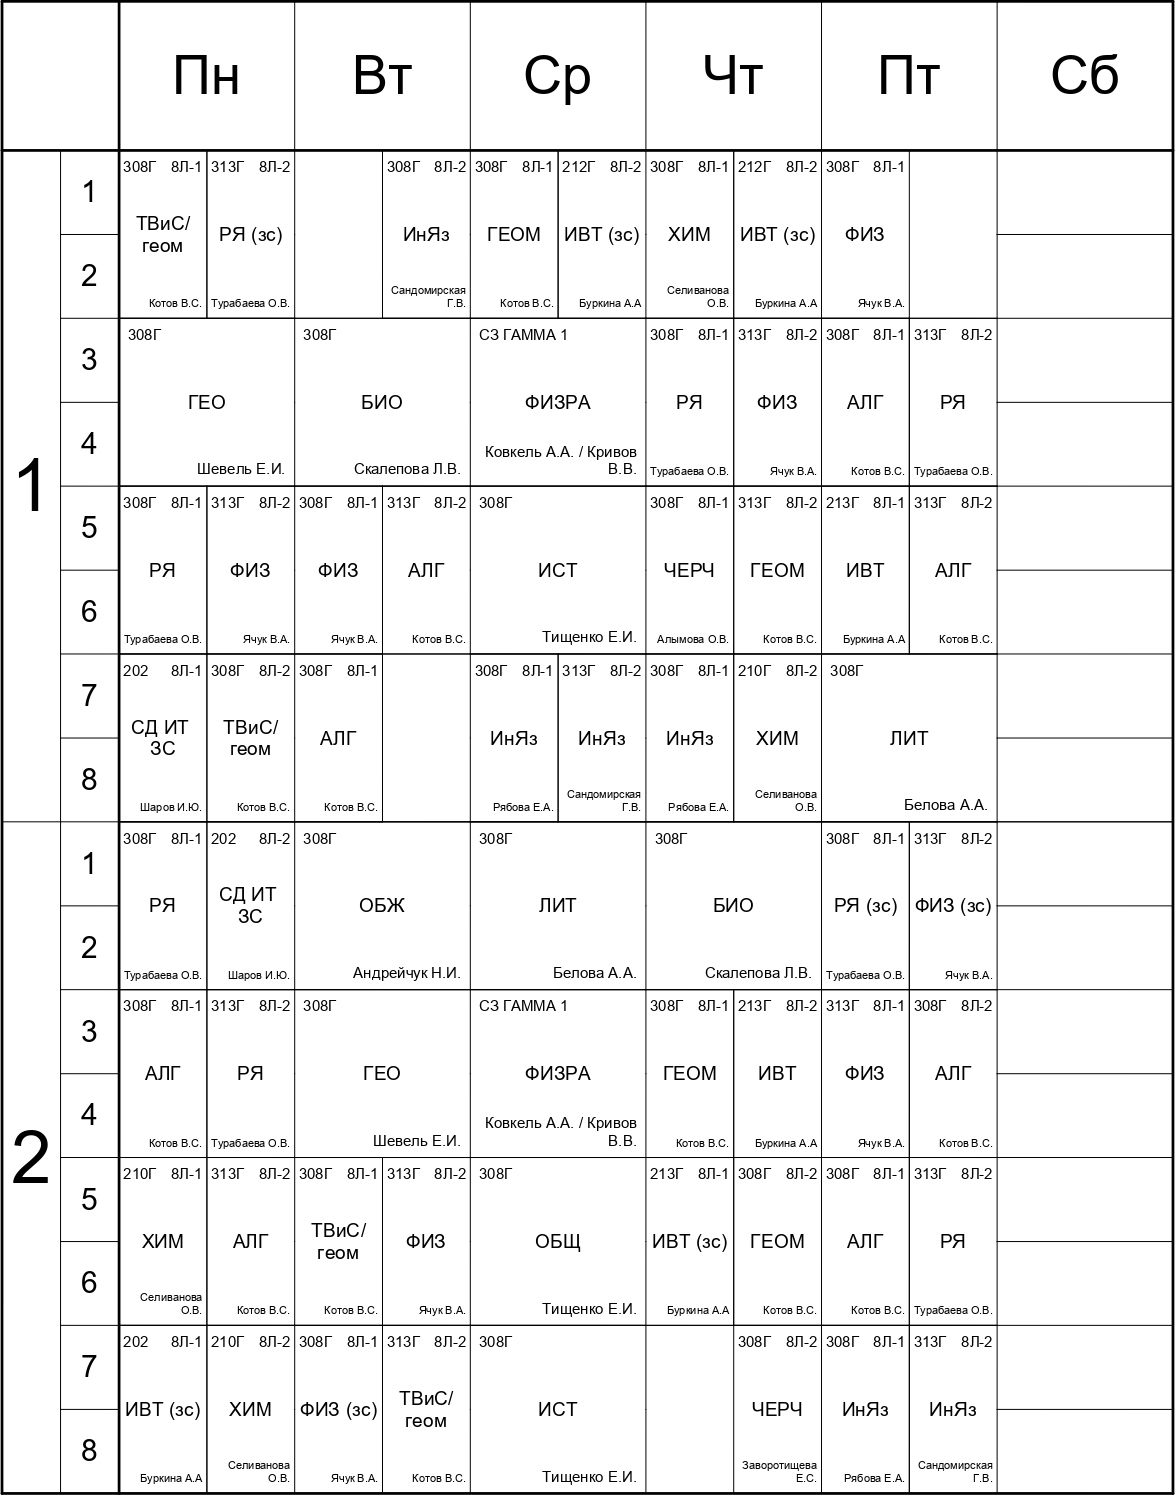 Пн Вт Ср Чт Пт Сб
1
1
2
308Г 8Л-1
ТВиС/
геом
Котов В.С.
313Г 8Л-2
РЯ (зс)
Турабаева О.В.
308Г 8Л-2
ИнЯз
Сандомирская
Г.В.
308Г 8Л-1
ГЕОМ
Котов В.С.
212Г 8Л-2
ИВТ (зс)
Буркина А.А
308Г 8Л-1
ХИМ
Селиванова
О.В.
212Г 8Л-2
ИВТ (зс)
Буркина А.А
308Г 8Л-1
ФИЗ
Ячук В.А.
3
4
308Г
ГЕО
Шевель Е.И.
308Г
БИО
Скалепова Л.В.
СЗ ГАММА 1
ФИЗРА
Ковкель А.А. / Кривов
В.В.
308Г 8Л-1
РЯ
Турабаева О.В.
313Г 8Л-2
ФИЗ
Ячук В.А.
308Г 8Л-1
АЛГ
Котов В.С.
313Г 8Л-2
РЯ
Турабаева О.В.
5
6
308Г 8Л-1
РЯ
Турабаева О.В.
313Г 8Л-2
ФИЗ
Ячук В.А.
308Г 8Л-1
ФИЗ
Ячук В.А.
313Г 8Л-2
АЛГ
Котов В.С.
308Г
ИСТ
Тищенко Е.И.
308Г 8Л-1
ЧЕРЧ
Алымова О.В.
313Г 8Л-2
ГЕОМ
Котов В.С.
213Г 8Л-1
ИВТ
Буркина А.А
313Г 8Л-2
АЛГ
Котов В.С.
7
8
202 8Л-1
СД ИТ
ЗС
Шаров И.Ю.
308Г 8Л-2
ТВиС/
геом
Котов В.С.
308Г 8Л-1
АЛГ
Котов В.С.
308Г 8Л-1
ИнЯз
Рябова Е.А.
313Г 8Л-2
ИнЯз
Сандомирская
Г.В.
308Г 8Л-1
ИнЯз
Рябова Е.А.
210Г 8Л-2
ХИМ
Селиванова
О.В.
308Г
ЛИТ
Белова А.А.
2
1
2
308Г 8Л-1
РЯ
Турабаева О.В.
202 8Л-2
СД ИТ
ЗС
Шаров И.Ю.
308Г
ОБЖ
Андрейчук Н.И.
308Г
ЛИТ
Белова А.А.
308Г
БИО
Скалепова Л.В.
308Г 8Л-1
РЯ (зс)
Турабаева О.В.
313Г 8Л-2
ФИЗ (зс)
Ячук В.А.
3
4
308Г 8Л-1
АЛГ
Котов В.С.
313Г 8Л-2
РЯ
Турабаева О.В.
308Г
ГЕО
Шевель Е.И.
СЗ ГАММА 1
ФИЗРА
Ковкель А.А. / Кривов
В.В.
308Г 8Л-1
ГЕОМ
Котов В.С.
213Г 8Л-2
ИВТ
Буркина А.А
313Г 8Л-1
ФИЗ
Ячук В.А.
308Г 8Л-2
АЛГ
Котов В.С.
5
6
210Г 8Л-1
ХИМ
Селиванова
О.В.
313Г 8Л-2
АЛГ
Котов В.С.
308Г 8Л-1
ТВиС/
геом
Котов В.С.
313Г 8Л-2
ФИЗ
Ячук В.А.
308Г
ОБЩ
Тищенко Е.И.
213Г 8Л-1
ИВТ (зс)
Буркина А.А
308Г 8Л-2
ГЕОМ
Котов В.С.
308Г 8Л-1
АЛГ
Котов В.С.
313Г 8Л-2
РЯ
Турабаева О.В.
7
8
202 8Л-1
ИВТ (зс)
Буркина А.А
210Г 8Л-2
ХИМ
Селиванова
О.В.
308Г 8Л-1
ФИЗ (зс)
Ячук В.А.
313Г 8Л-2
ТВиС/
геом
Котов В.С.
308Г
ИСТ
Тищенко Е.И.
308Г 8Л-2
ЧЕРЧ
Заворотищева
Е.С.
308Г 8Л-1
ИнЯз
Рябова Е.А.
313Г 8Л-2
ИнЯз
Сандомирская
Г.В.